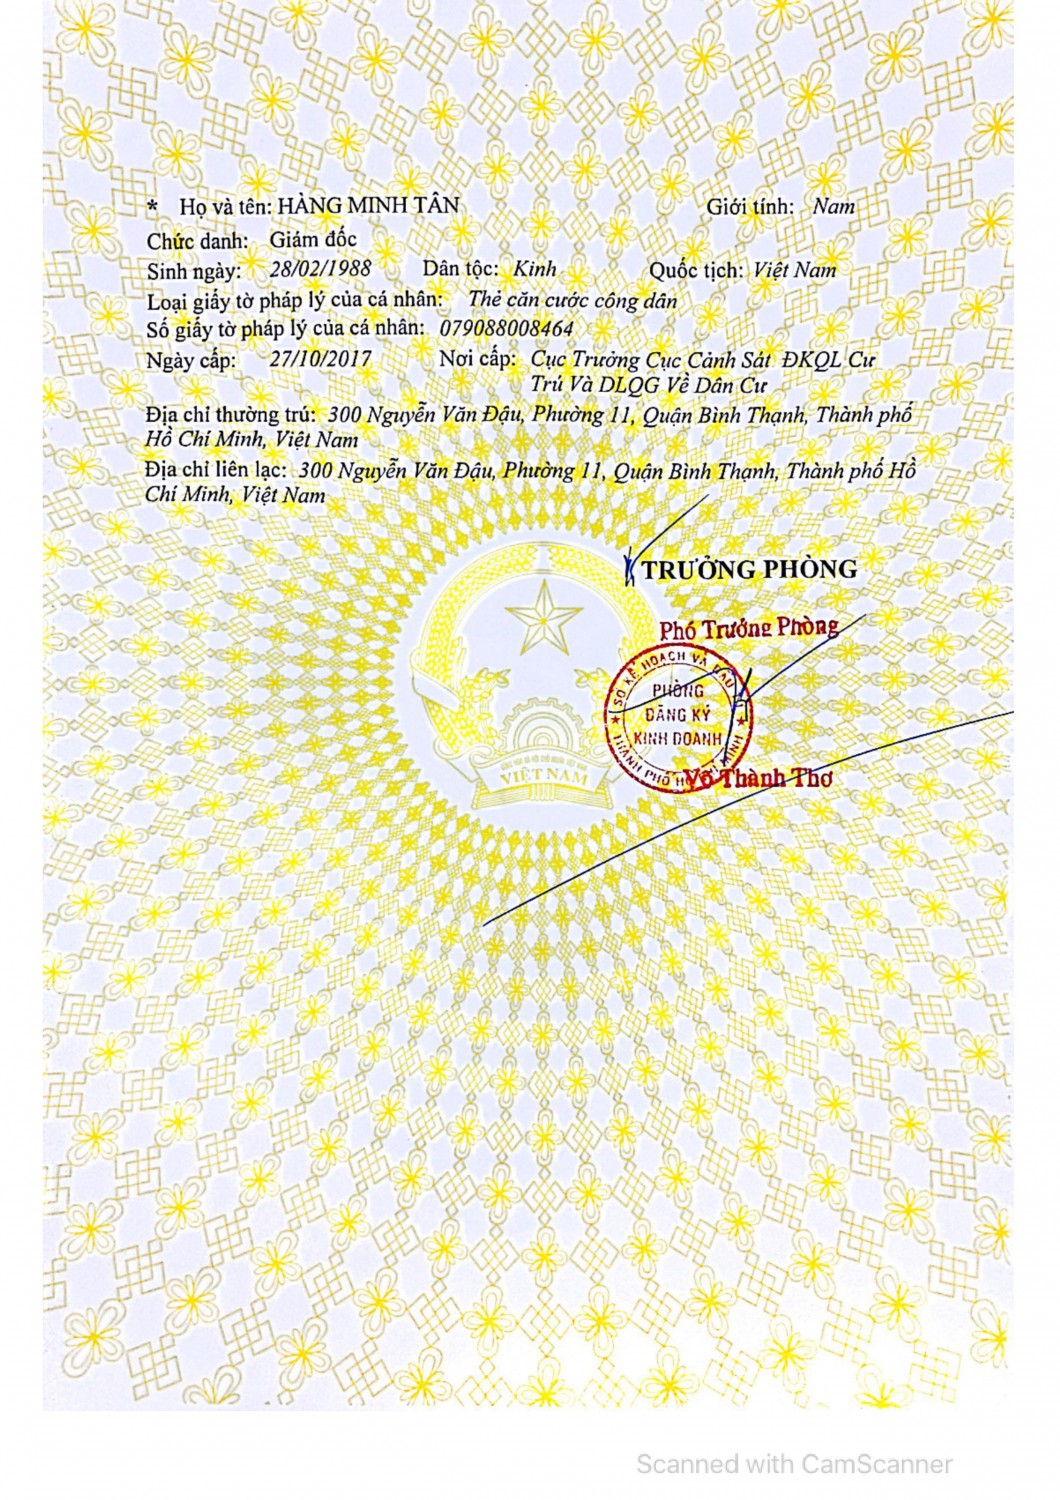 * Họ và tên: HÀNG MINH TÂN Giới tính: Nam
Chức danh: Giám đốc
Sinh ngày: 28/02/1988 Dân tộc: Kinh Quốc tịch: Việt Nam
Loại giấy tờ pháp lý của cá nhân: Thẻ căn cước công dân
Số giấy tờ pháp lý của cá nhân: 079088008464
Ngày cấp: 27/10/2017 Nơi cấp: Cục Trưởng Cục Cảnh Sát ĐKQL Cư
Trú Và DLQG Về Dân Cư
Địa chỉ thường trú: 300 Nguyễn Văn Đậu, Phường 11, Quận Bình Thạnh, Thành phố
Hồ Chí Minh, Việt Nam
Địa chỉ liên lạc: 300 Nguyễn Văn Đậu, Phường 11, Quận Bình Thạnh, Thành phố Hồ
Chí Minh, Việt Nam
TRƯỞNG PHÒNG
Phó Trưởng Phòng
SỞ KẾ HOẠCH VÀ ĐẦU
PHÒNG
ĐĂNG KÝ
KINH DOANH
THÀNH PHỐ HỒ MINH
Võ Thành Thơ
VIỆT NAM
Scanned with CamScanner